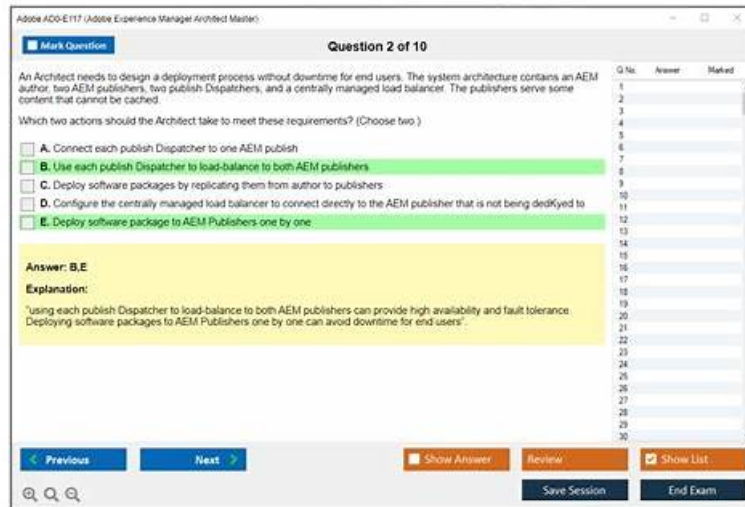 Adobe AD0-E117 (Adobe Experience Manager Architect Master)
Mark Question
Question 2 of 10
An Architect needs to design a deployment process without downtime for end users. The system architecture contains an AEM
author, two AEM publishers, two publish Dispatchers, and a centrally managed load balancer. The publishers serve some
content that cannot be cached.
Which two actions should the Architect take to meet these requirements? (Choose two.)
A. Connect each publish Dispatcher to one AEM publish
B. Use each publish Dispatcher to load-balance to both AEM publishers
C. Deploy software packages by replicating them from author to publishers
D. Configure the centrally managed load balancer to connect directly to the AEM publisher that is not being dedKyed to
E. Deploy software package to AEM Publishers one by one
Answer: B,E
Explanation:
"using each publish Dispatcher to load-balance to both AEM publishers can provide high availability and fault tolerance.
Deploying software packages to AEM Publishers one by one can avoid downtime for end users".
Q No. Answer Marked
1
2
3
4
5
6
7
8
9
10
11
12
13
14
15
16
17
18
19
20
21
22
23
24
25
26
27
28
29
30
Previous
Next
Show Answer
Review
Show List
Save Session
End Exam